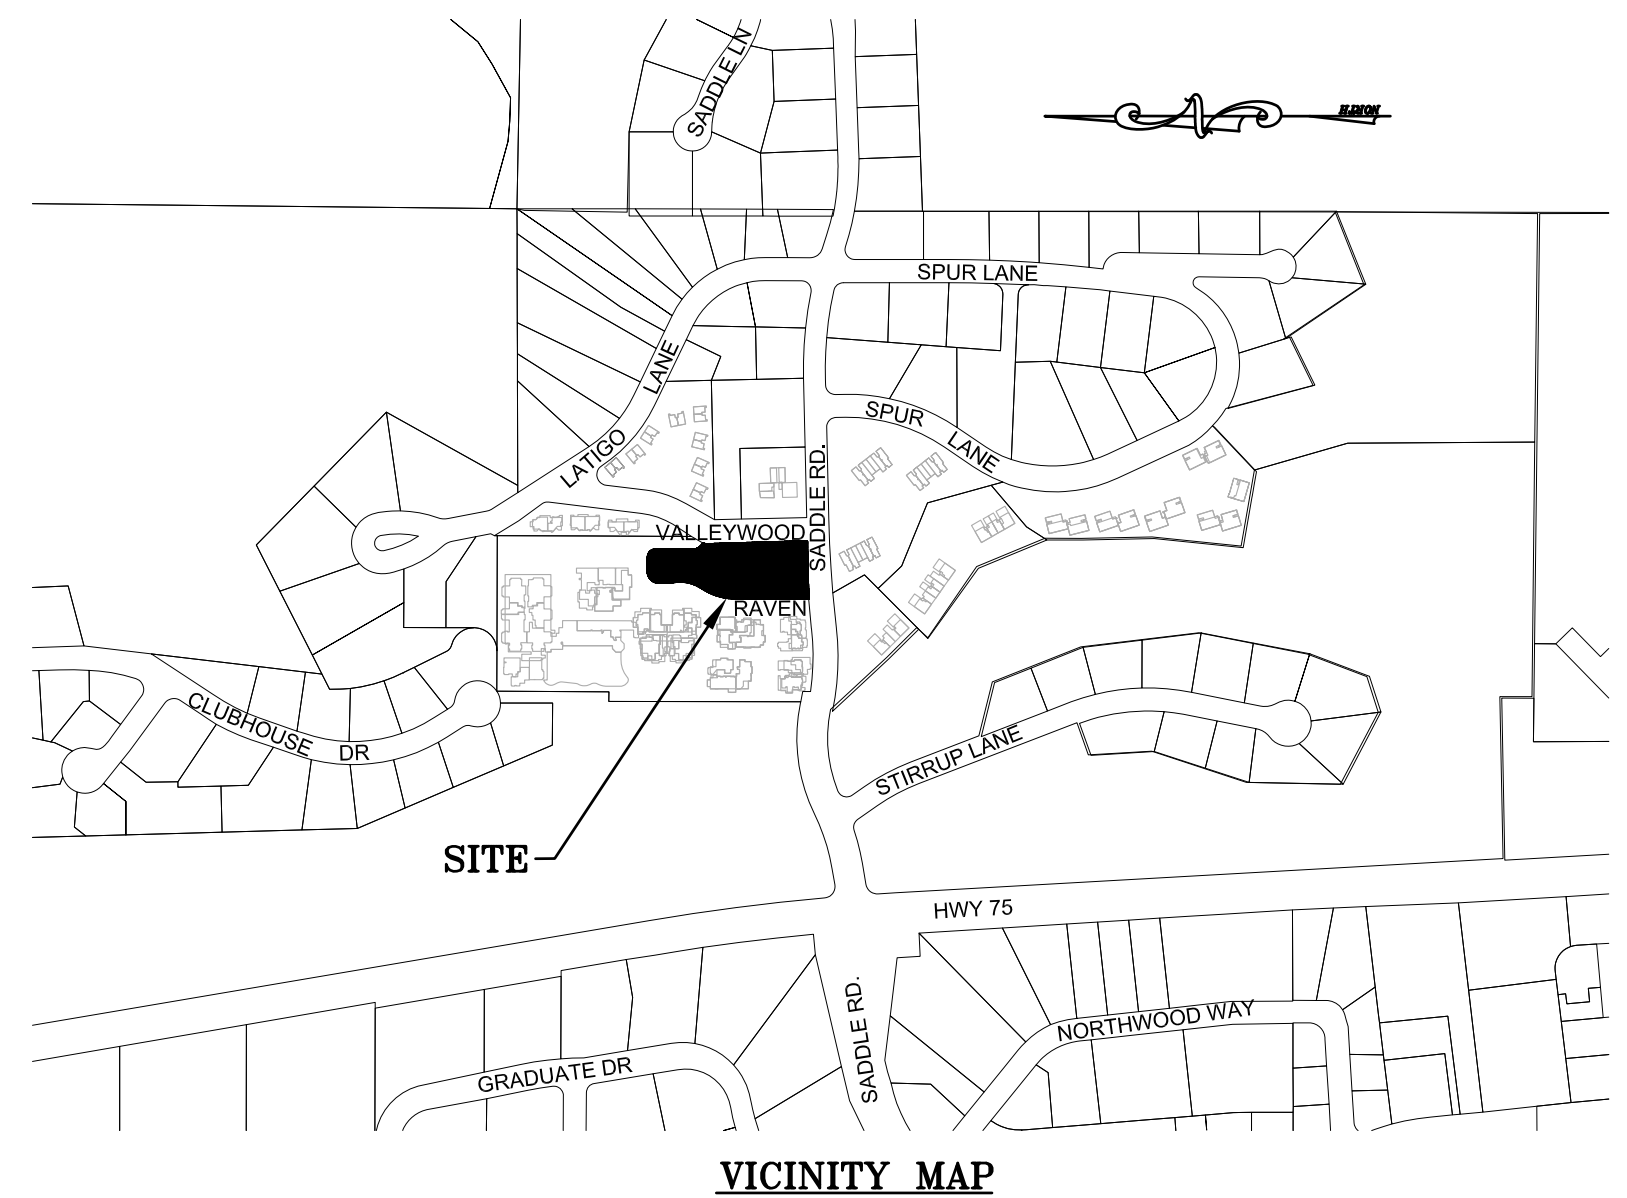 SADDLE LN
NORTH
SPUR LANE
LATIGO LANE
SPUR LANE
SADDLE RD.
VALLEYWOOD
RAVEN
CLUBHOUSE DR
STIRRUP LANE
SITE
HWY 75
SADDLE RD.
NORTHWOOD WAY
GRADUATE DR
VICINITY MAP